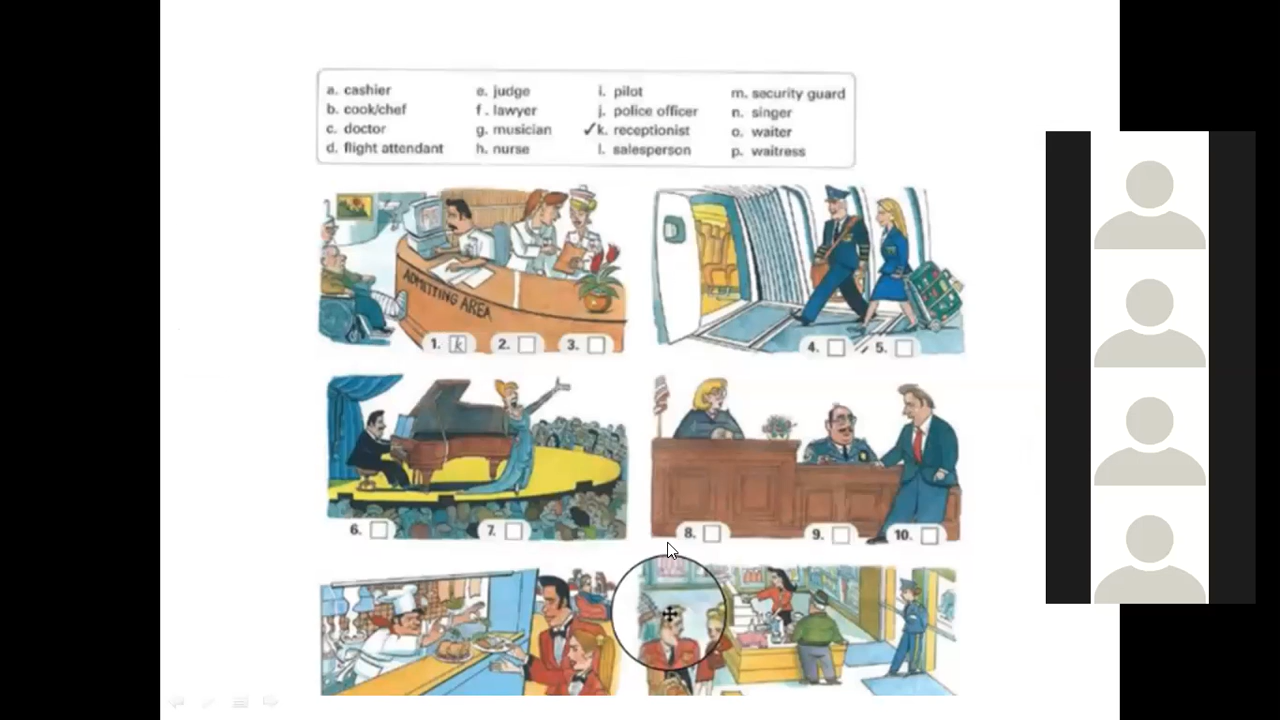 a. cashier e. judge i. pilot m. security guard
b. cook/chef f. lawyer j. police officer n. singer
c. doctor g. musician ✓k. receptionist o. waiter
d. flight attendant h. nurse l. salesperson p. waitress
ADMITTING AREA
1. k 2. 3.
4. 5.
6. 7.
8. 9. 10.